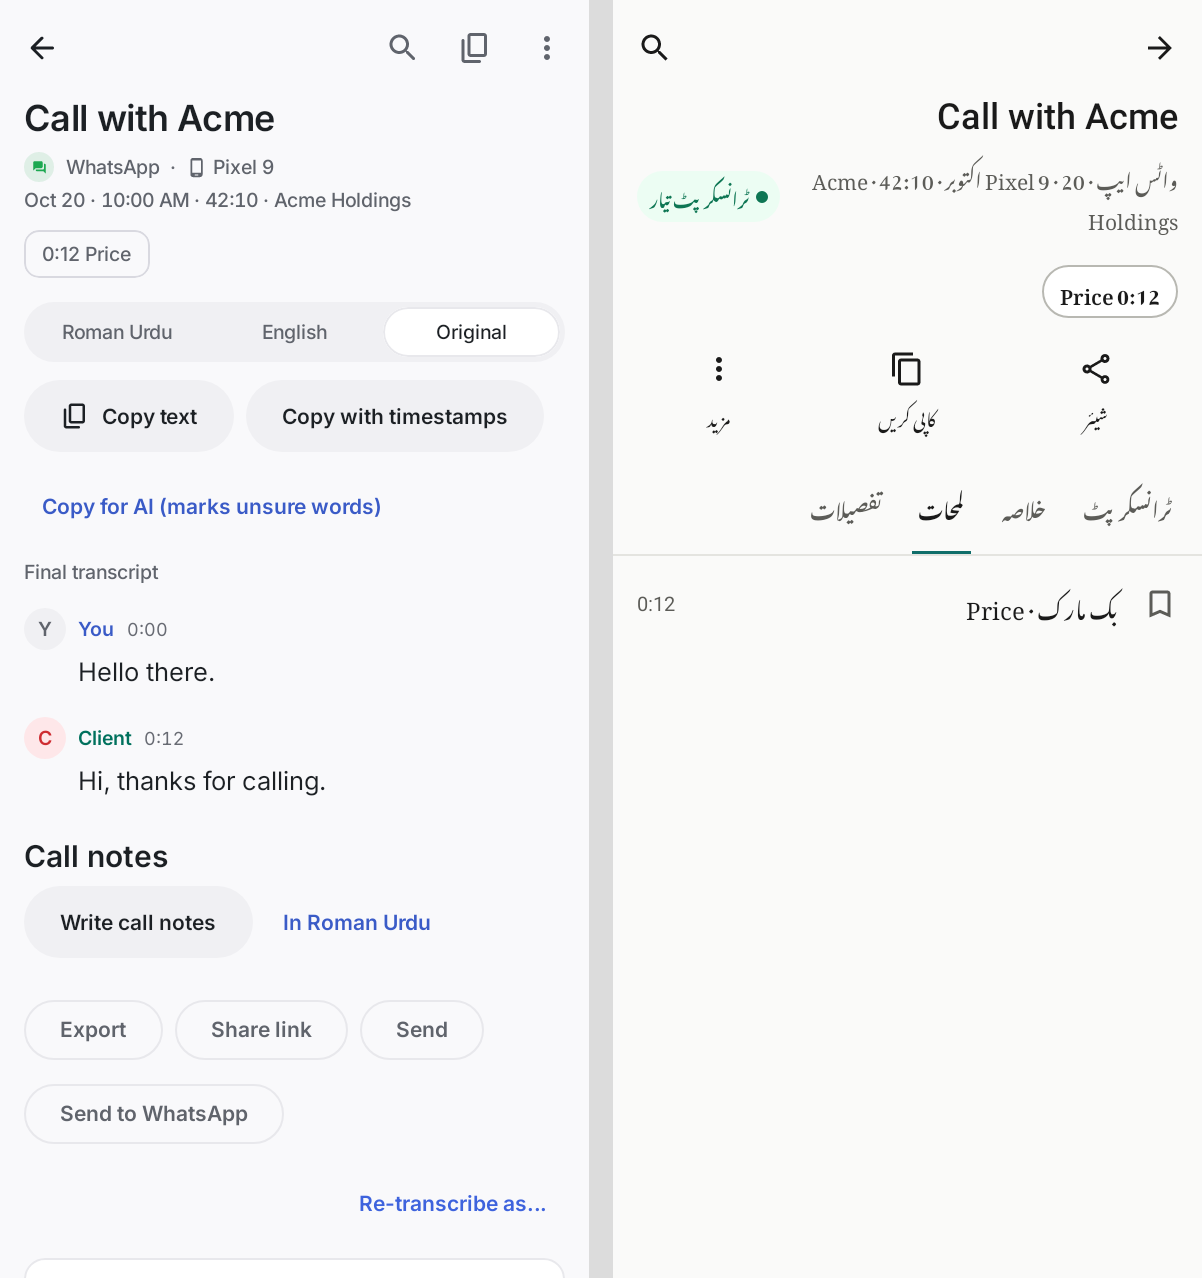 Call with Acme
WhatsApp · Pixel 9
Oct 20 · 10:00 AM · 42:10 · Acme Holdings
0:12 Price
Roman Urdu English Original
Copy text Copy with timestamps
Copy for AI (marks unsure words)
Final transcript
Y You 0:00
Hello there.
C Client 0:12
Hi, thanks for calling.
Call notes
Write call notes In Roman Urdu
Export Share link Send
Send to WhatsApp
Re-transcribe as...
Call with Acme
واٹس ایپ · Pixel 9 · 20 اکتوبر · 42:10 · Acme
Holdings
ٹرانسکرپٹ تیار
Price 0:12
شیئر
کاپی کریں
مزید
ٹرانسکرپٹ خلاصہ لمحات تفصیلات
بک مارک · Price 0:12